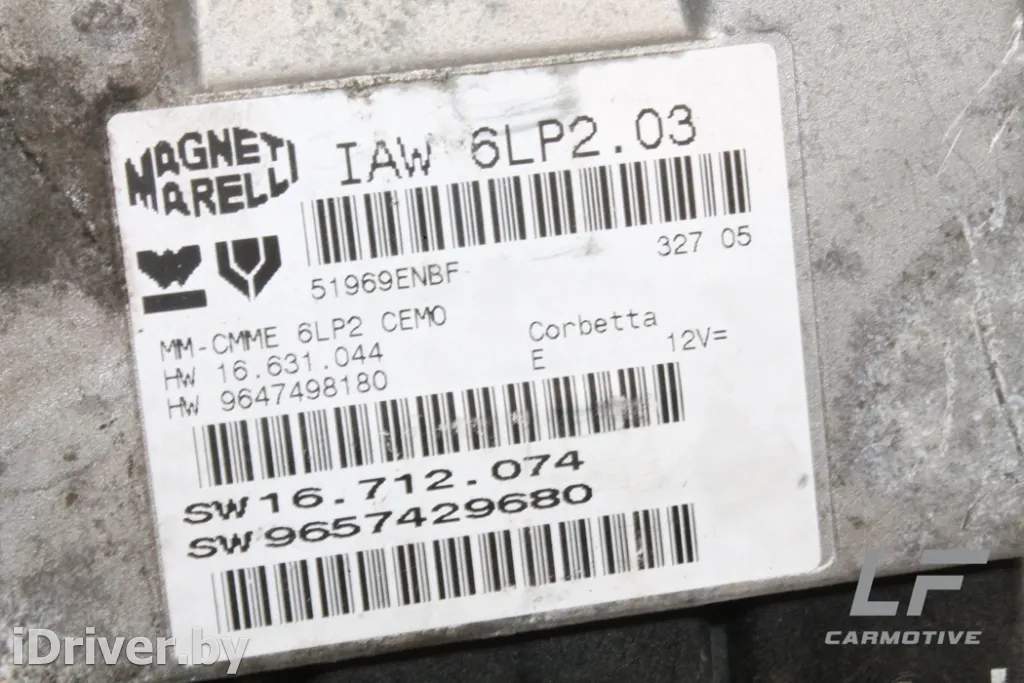 MAGNETI MARELLI
IAW 6LP2.03
51969ENBF 327 05
MM-CMME 6LP2 CEMO
HW 16.631.044
HW 9647498180
Corbetta
E 12V=
SW 16.712.074
SW 9657429680
LF
CARMOTIVE
iDriver.by